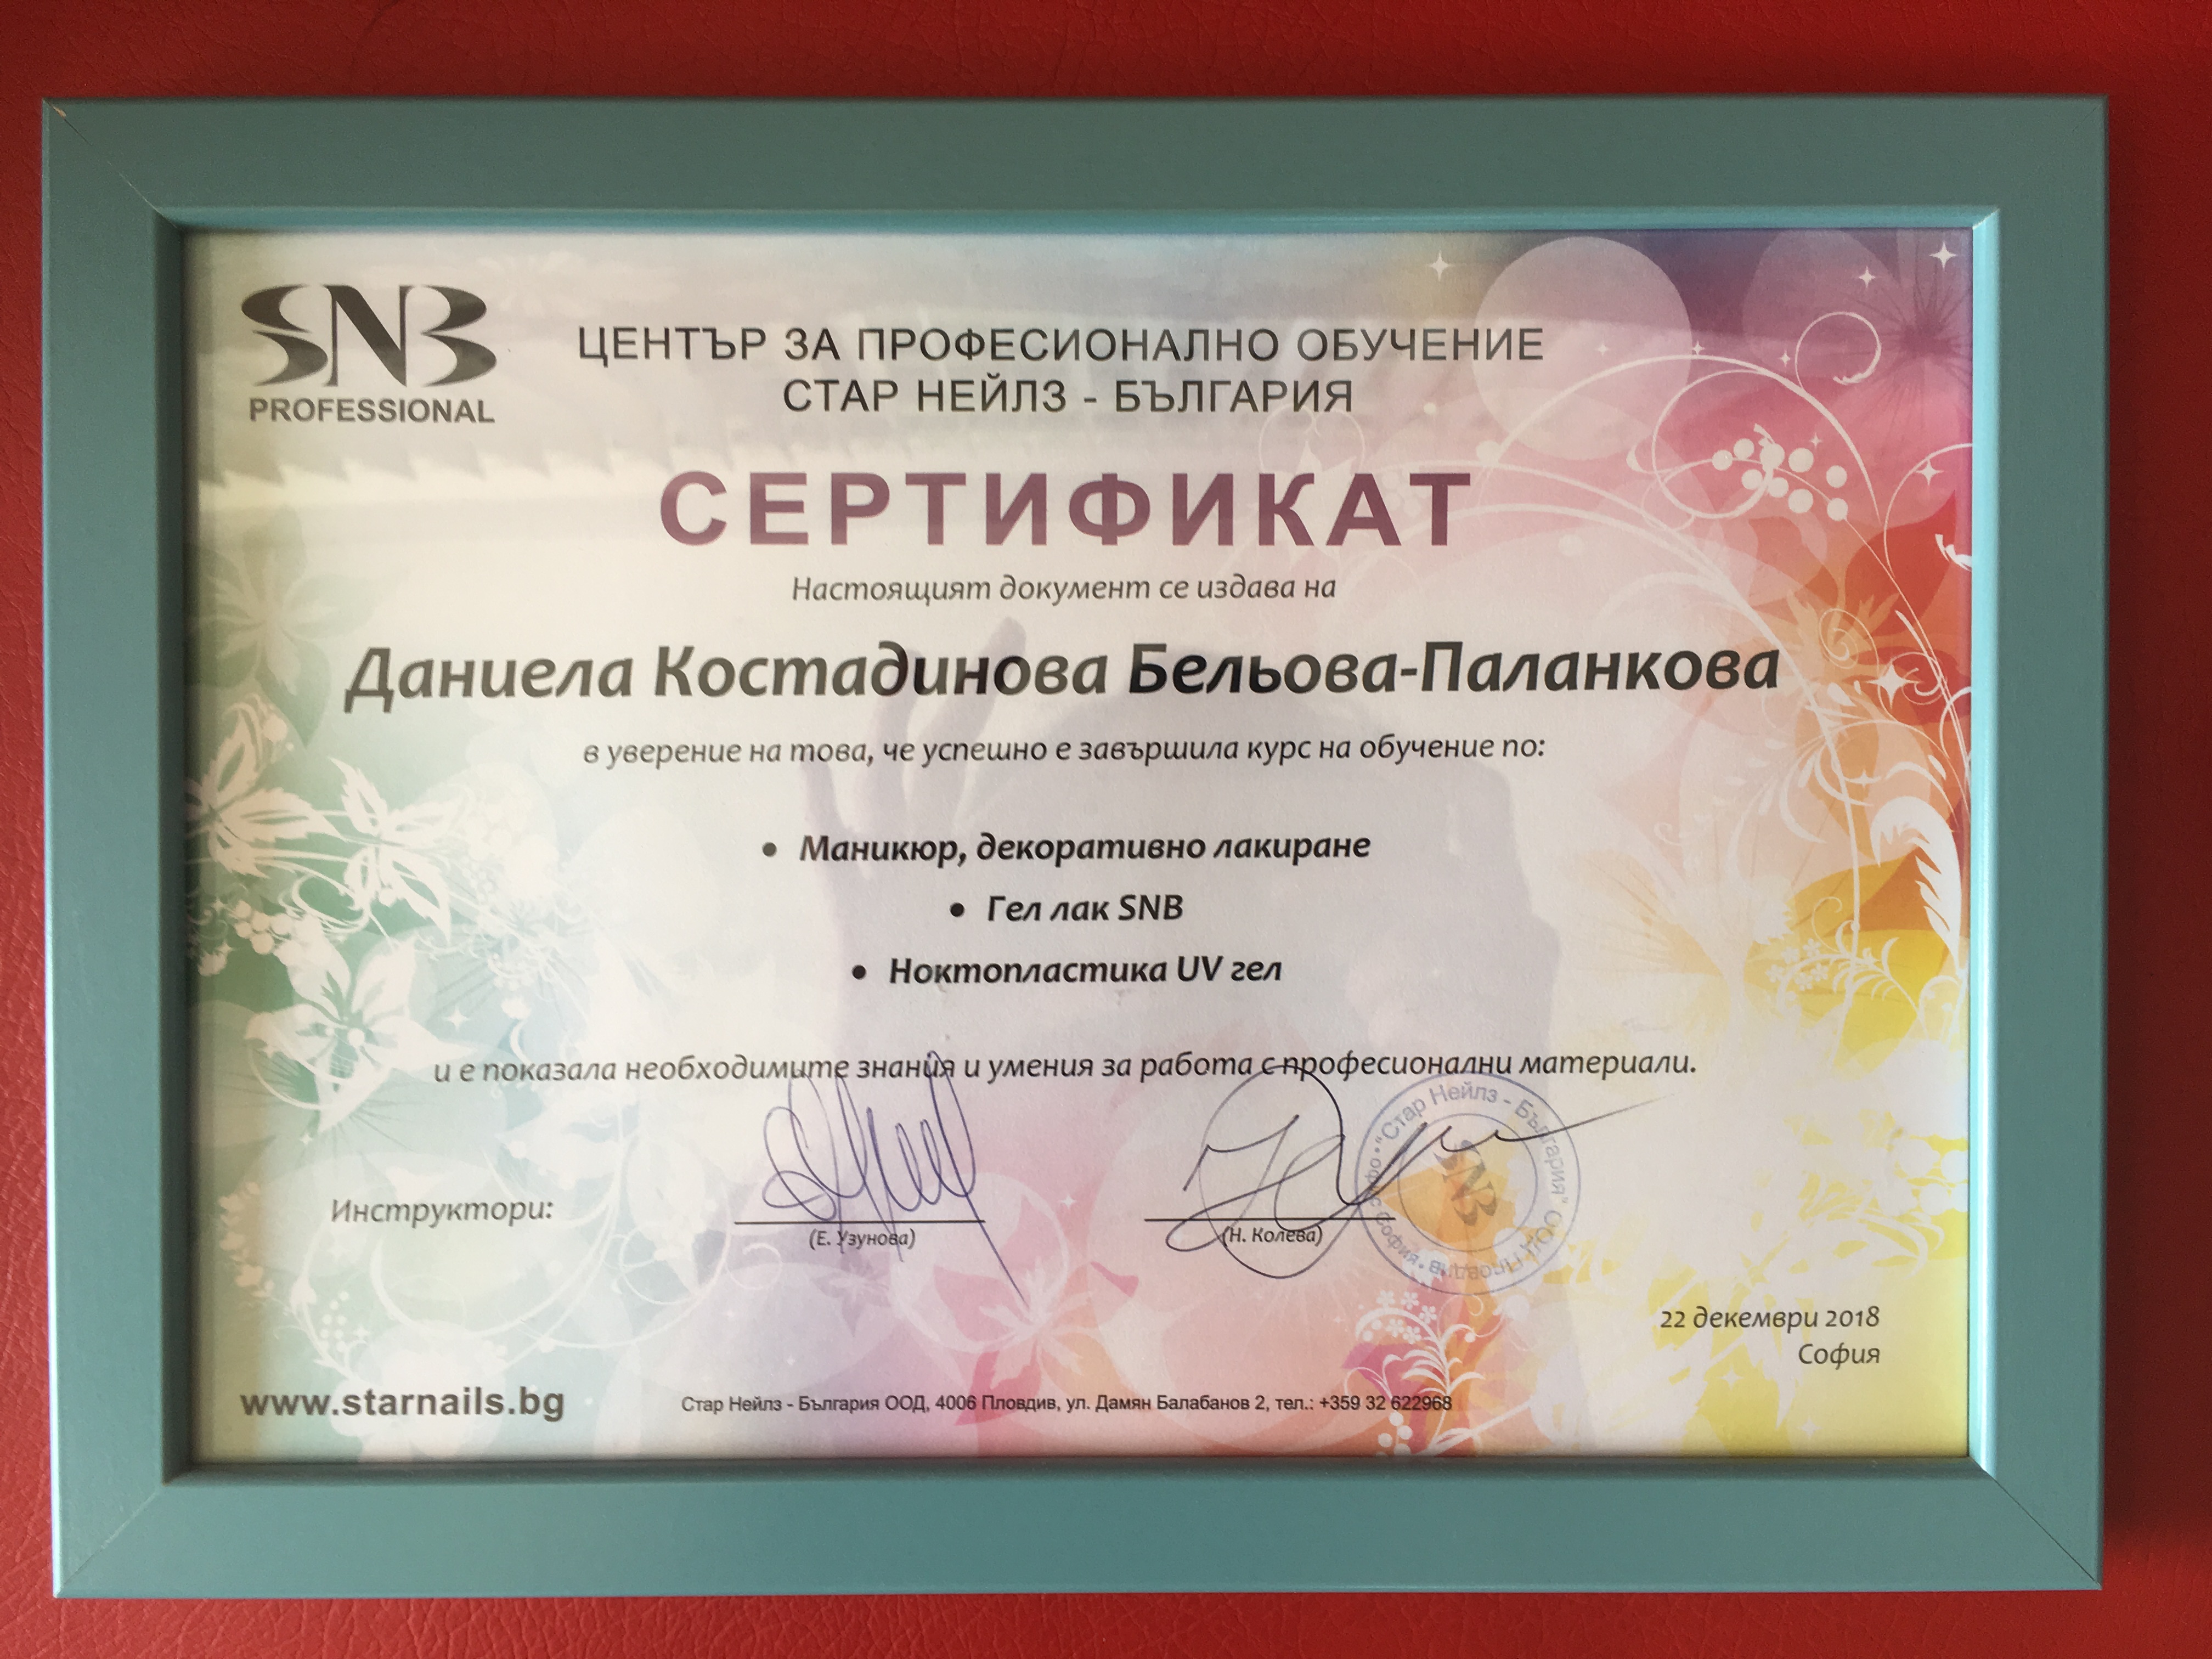 SNB
PROFESSIONAL
ЦЕНТЪР ЗА ПРОФЕСИОНАЛНО ОБУЧЕНИЕ
СТАР НЕЙЛЗ - БЪЛГАРИЯ
СЕРТИФИКАТ
Настоящият документ се издава на
Даниела Костадинова Бельова-Паланкова
в уверение на това, че успешно е завършила курс на обучение по:
• Маникюр, декоративно лакиране
• Гел лак SNB
• Ноктопластика UV гел
и е показала необходимите знания и умения за работа с професионални материали.
Инструктори:
(Е. Узунова)
(Н. Колева)
"Стар Нейлз - България" ООД Пловдив • офис София •
22 декември 2018
София
www.starnails.bg
Стар Нейлз - България ООД, 4006 Пловдив, ул. Дамян Балабанов 2, тел.: +359 32 622968